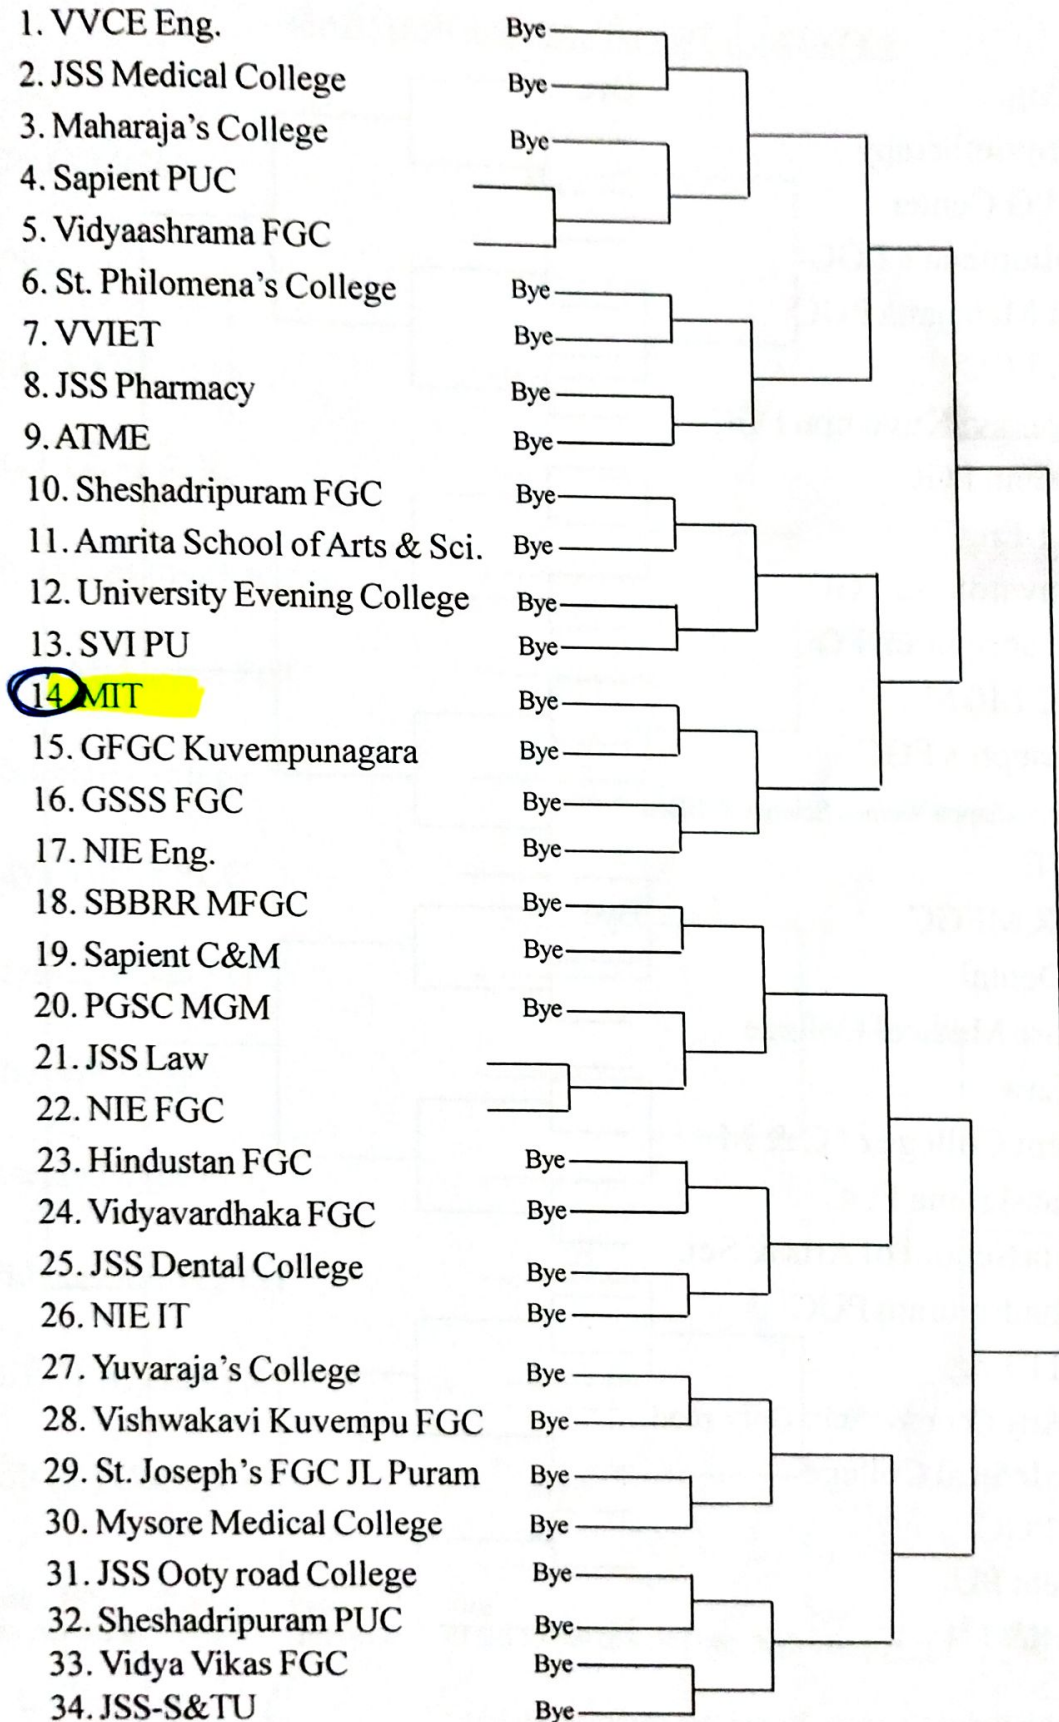 1. VVCE Eng. Bye
2. JSS Medical College Bye
3. Maharaja's College Bye
4. Sapient PUC
5. Vidyaashrama FGC
6. St. Philomena's College Bye
7. VVIET Bye
8. JSS Pharmacy Bye
9. ATME Bye
10. Sheshadripuram FGC Bye
11. Amrita School of Arts & Sci. Bye
12. University Evening College Bye
13. SVI PU Bye
14 MIT Bye
15. GFGC Kuvempunagara Bye
16. GSSS FGC Bye
17. NIE Eng. Bye
18. SBBRR MFGC Bye
19. Sapient C&M Bye
20. PGSC MGM Bye
21. JSS Law
22. NIE FGC
23. Hindustan FGC Bye
24. Vidyavardhaka FGC Bye
25. JSS Dental College Bye
26. NIE IT Bye
27. Yuvaraja's College Bye
28. Vishwakavi Kuvempu FGC Bye
29. St. Joseph's FGC JL Puram Bye
30. Mysore Medical College Bye
31. JSS Ooty road College Bye
32. Sheshadripuram PUC Bye
33. Vidya Vikas FGC Bye
34. JSS-S&TU Bye